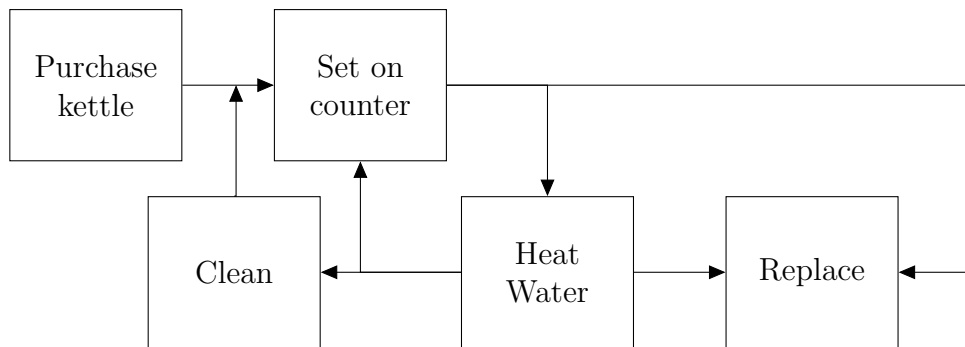 Purchase
kettle
Set on
counter
Clean
Heat
Water
Replace